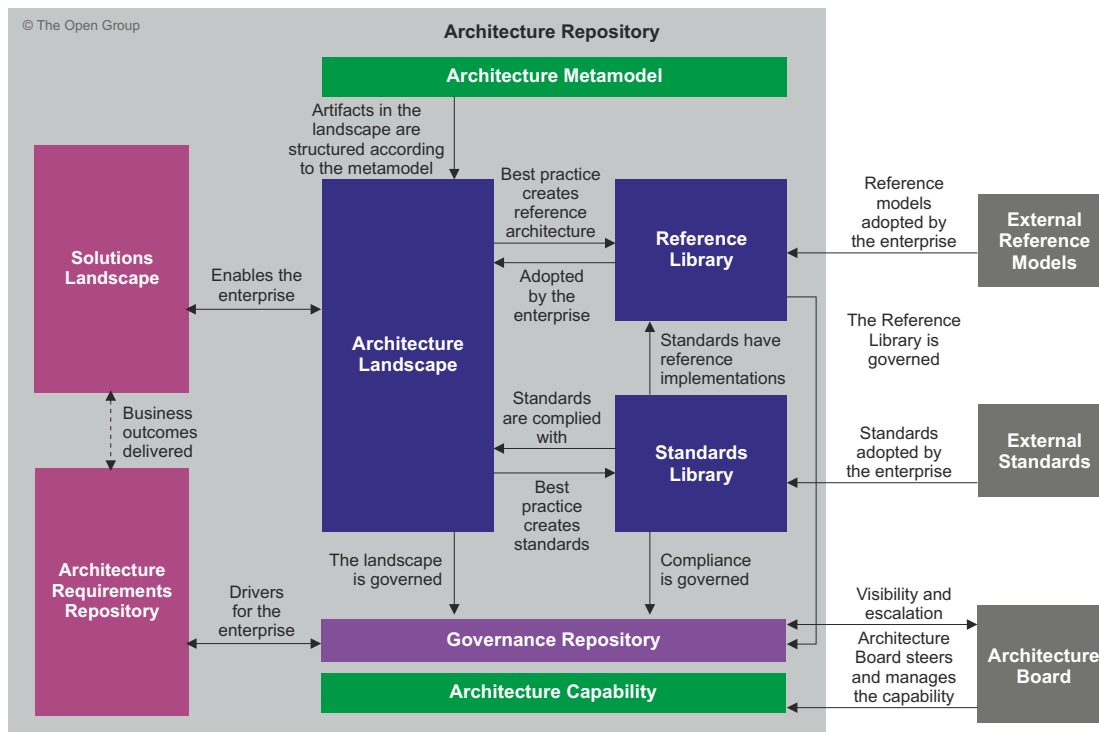 © The Open Group
Architecture Repository
Architecture Metamodel
Artifacts in the
landscape are
structured according
to the metamodel
Best practice
creates
reference
architecture
Reference
models
adopted by
the enterprise
External
Reference
Models
Solutions
Landscape
Enables the
enterprise
Architecture
Landscape
Reference
Library
Adopted
by the
enterprise
The Reference
Library is
governed
Standards have
reference
implementations
Business
outcomes
delivered
Standards
are complied
with
Standards
Library
Standards
adopted by
the enterprise
External
Standards
Best
practice
creates
standards
Architecture
Requirements
Repository
The landscape
is governed
Compliance
is governed
Drivers
for the
enterprise
Governance Repository
Visibility and
escalation
Architecture
Board steers
and manages
the capability
Architecture
Board
Architecture Capability